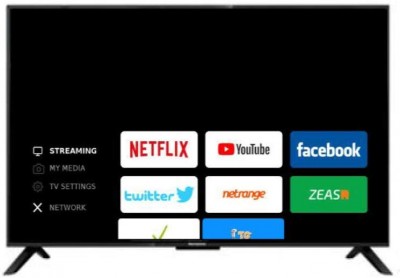 STREAMING
MY MEDIA
TV SETTINGS
NETWORK
NETFLIX
YouTube
facebook
twitter
netrange
ZEASN